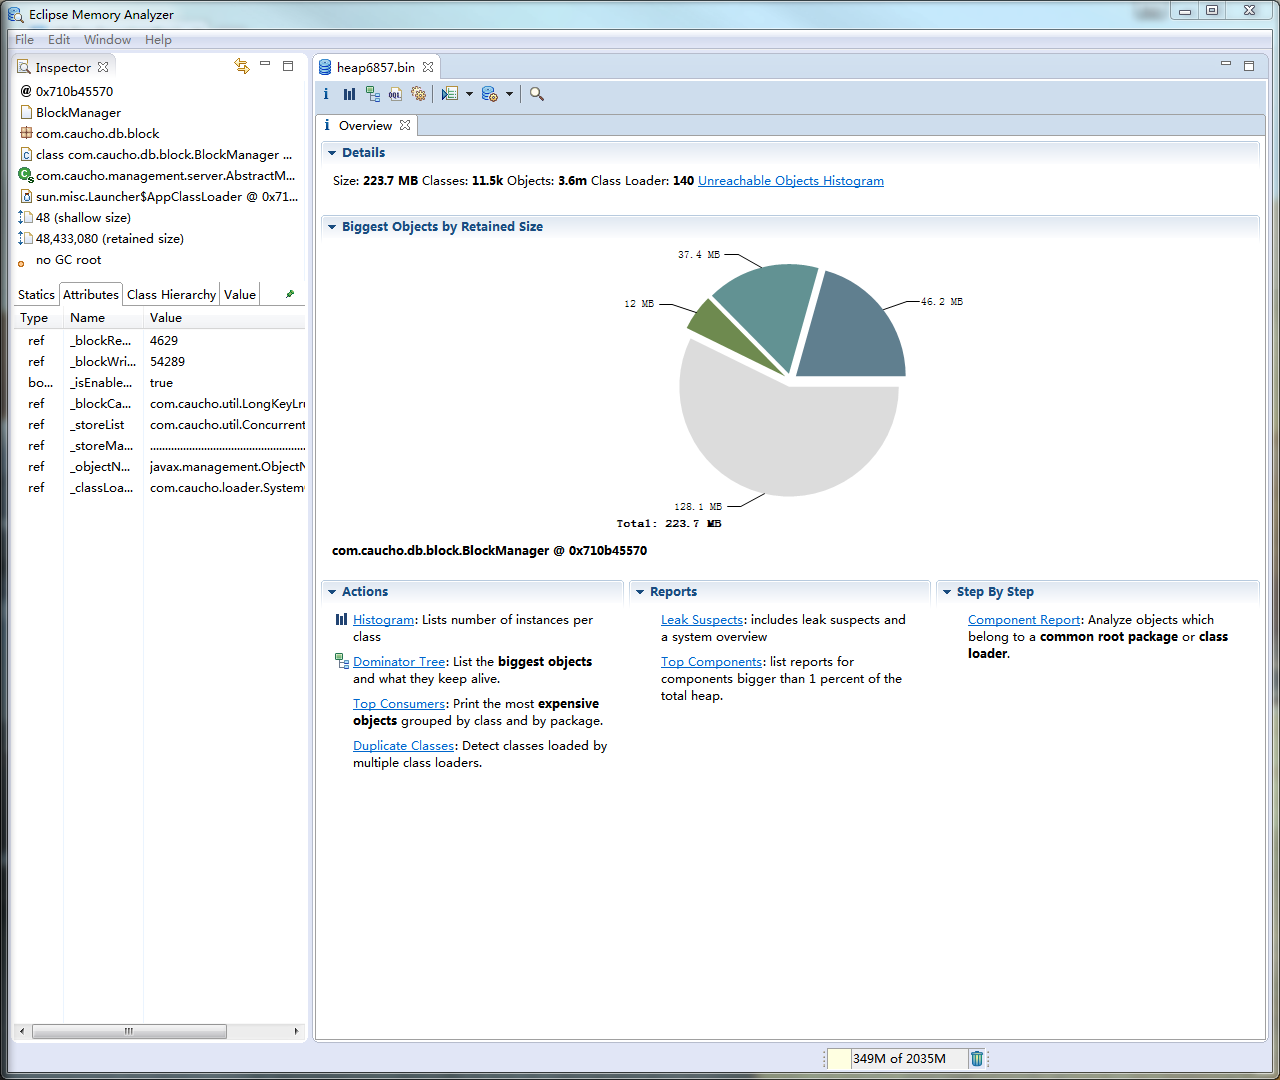 Eclipse Memory Analyzer
File Edit Window Help
Inspector
@ 0x710b45570
BlockManager
com.caucho.db.block
class com.caucho.db.block.BlockManager ...
com.caucho.management.server.AbstractM...
sun.misc.Launcher$AppClassLoader @ 0x71...
48 (shallow size)
48,433,080 (retained size)
no GC root
Statics Attributes Class Hierarchy Value
Type Name Value
ref _blockRe... 4629
ref _blockWri... 54289
bo... _isEnable... true
ref _blockCa... com.caucho.util.LongKeyLr
ref _storeList com.caucho.util.Concurrent
ref _storeMa... ....................................................
ref _objectN... javax.management.ObjectN
ref _classLoa... com.caucho.loader.System
heap6857.bin
i OQL
i Overview
Details
Size: 223.7 MB Classes: 11.5k Objects: 3.6m Class Loader: 140 Unreachable Objects Histogram
Biggest Objects by Retained Size
37.4 MB
12 MB
46.2 MB
128.1 MB
Total: 223.7 MB
com.caucho.db.block.BlockManager @ 0x710b45570
Actions
Histogram: Lists number of instances per
class
Dominator Tree: List the biggest objects
and what they keep alive.
Top Consumers: Print the most expensive
objects grouped by class and by package.
Duplicate Classes: Detect classes loaded by
multiple class loaders.
Reports
Leak Suspects: includes leak suspects and
a system overview
Top Components: list reports for
components bigger than 1 percent of the
total heap.
Step By Step
Component Report: Analyze objects which
belong to a common root package or class
loader.
349M of 2035M